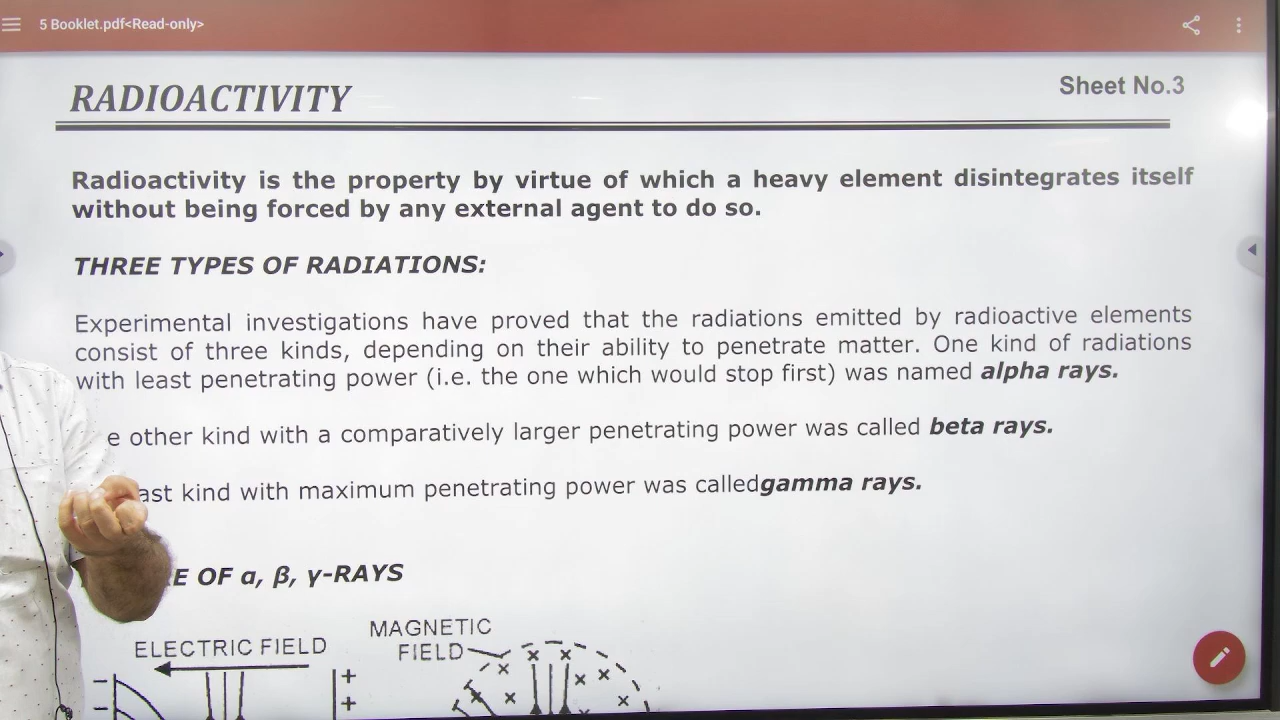 5 Booklet.pdf<Read-only>
RADIOACTIVITY
Sheet No.3
Radioactivity is the property by virtue of which a heavy element disintegrates itself
without being forced by any external agent to do so.
THREE TYPES OF RADIATIONS:
Experimental investigations have proved that the radiations emitted by radioactive elements
consist of three kinds, depending on their ability to penetrate matter. One kind of radiations
with least penetrating power (i.e. the one which would stop first) was named alpha rays.
e other kind with a comparatively larger penetrating power was called beta rays.
ast kind with maximum penetrating power was calledgamma rays.
E OF α, β, γ-RAYS
ELECTRIC FIELD
MAGNETIC
FIELD